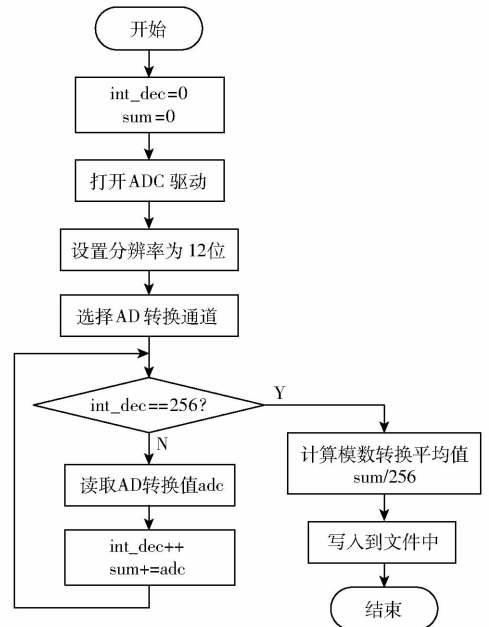 开始
int_dec=0
sum=0
打开ADC 驱动
设置分辨率为 12位
选择AD 转换通道
int_dec==256?
Y
N
读取AD转换值adc
int_dec++
sum+=adc
计算模数转换平均值
sum/256
写入到文件中
结束